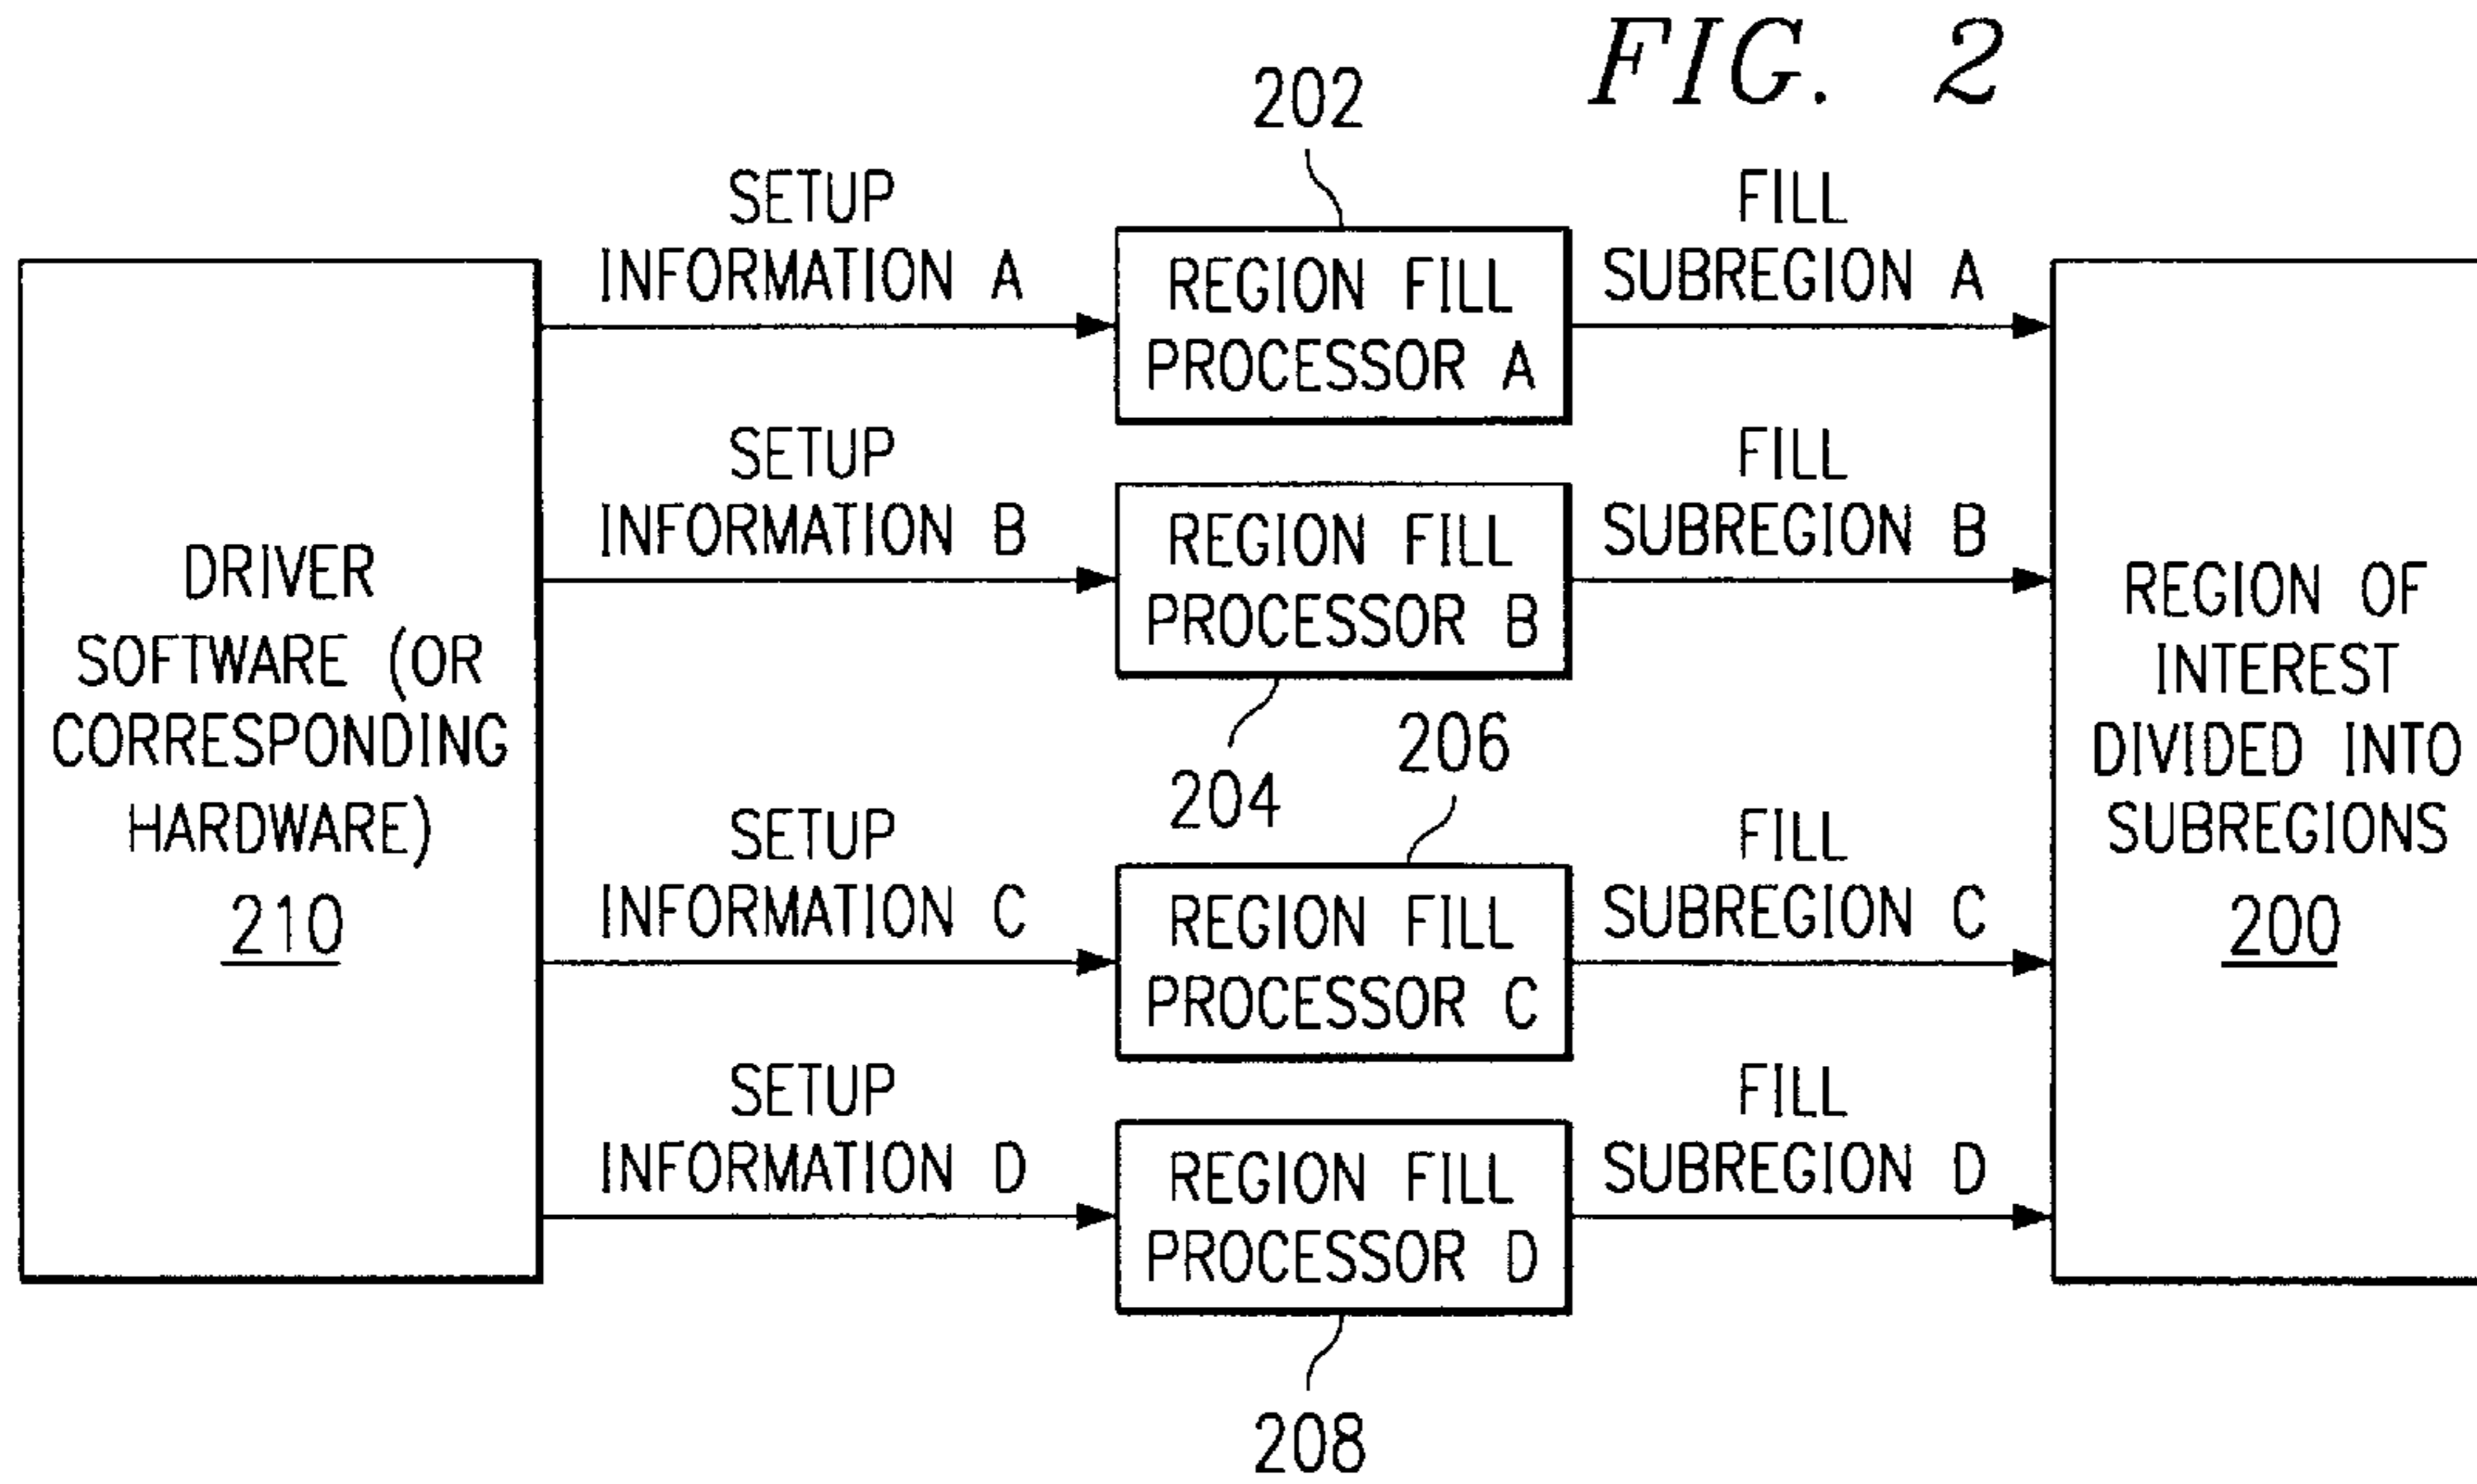 FIG. 2
202
SETUP
INFORMATION A
REGION FILL
PROCESSOR A
FILL
SUBREGION A
SETUP
INFORMATION B
REGION FILL
PROCESSOR B
204
FILL
SUBREGION B
DRIVER
SOFTWARE (OR
CORRESPONDING
HARDWARE)
210
206
SETUP
INFORMATION C
REGION FILL
PROCESSOR C
FILL
SUBREGION C
SETUP
INFORMATION D
REGION FILL
PROCESSOR D
208
FILL
SUBREGION D
REGION OF
INTEREST
DIVIDED INTO
SUBREGIONS
200